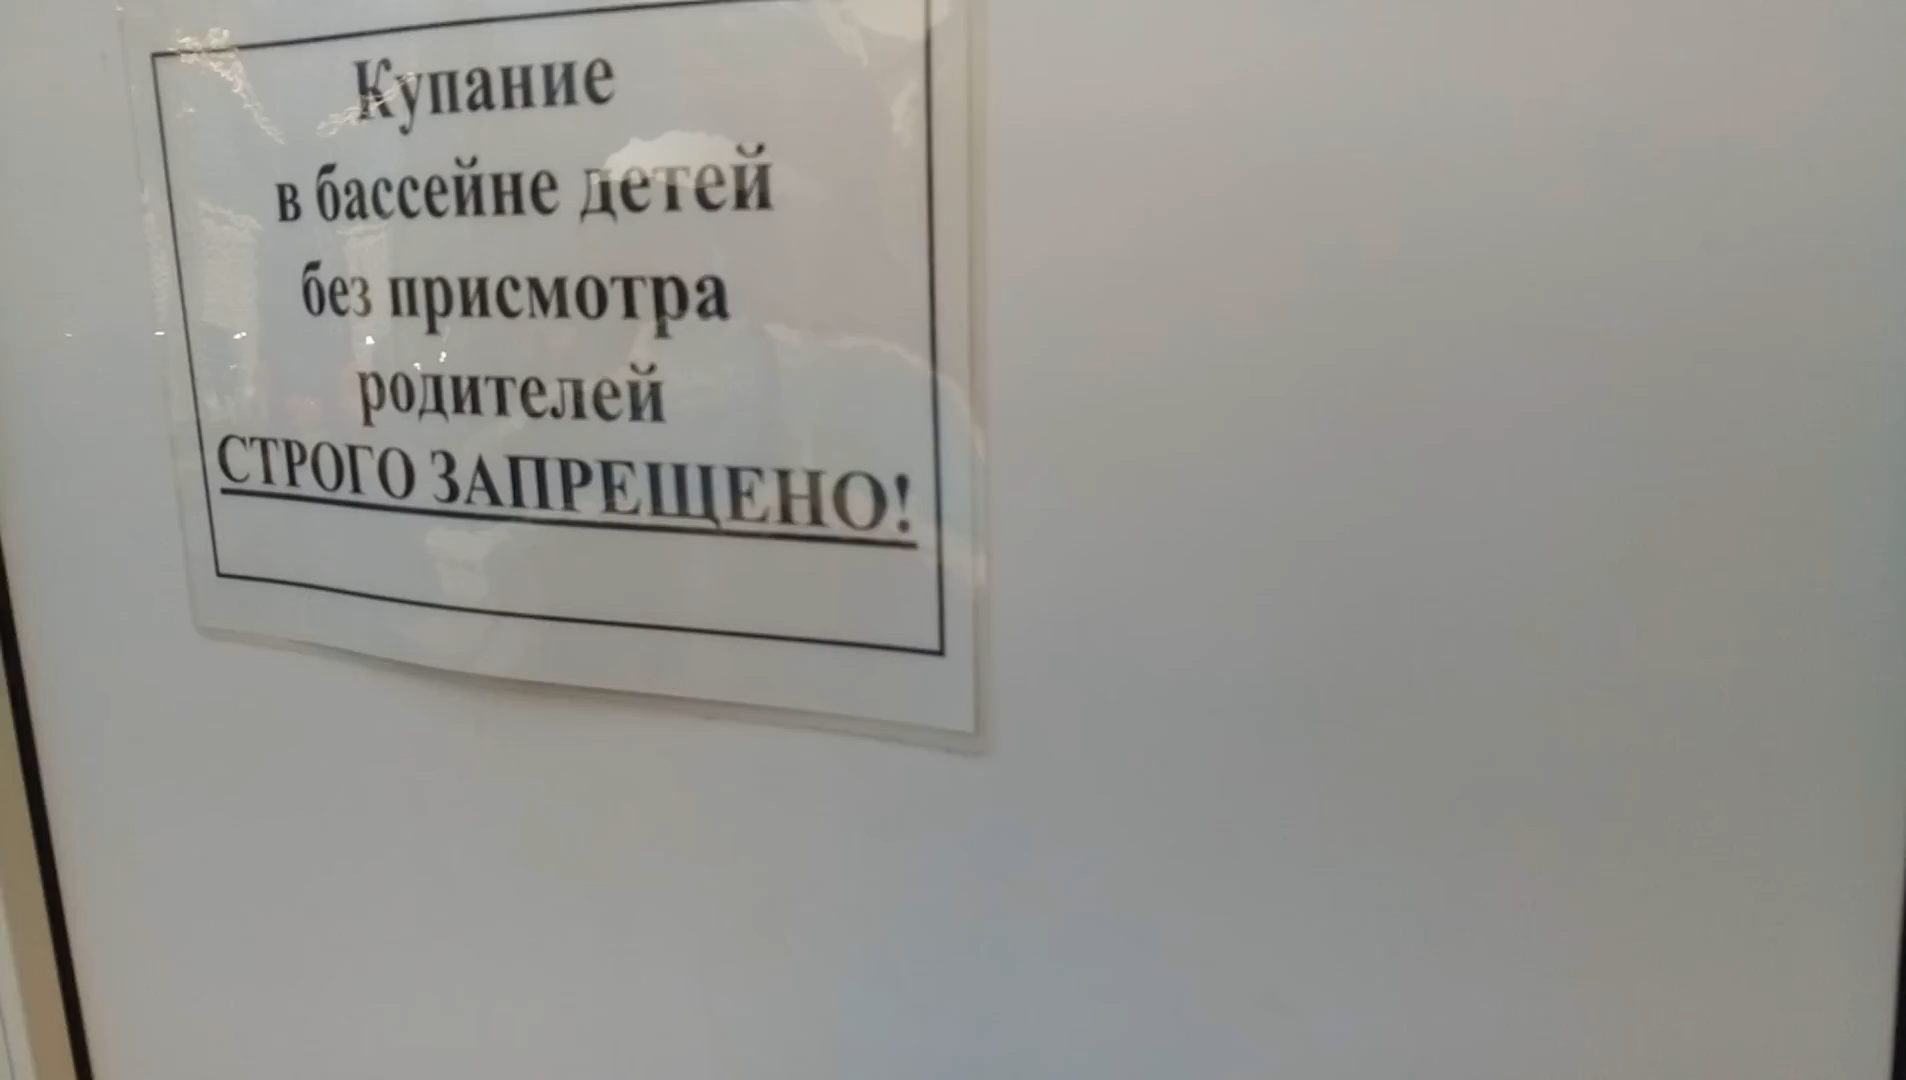 Купание
в бассейне детей
без присмотра
родителей
СТРОГО ЗАПРЕЩЕНО!